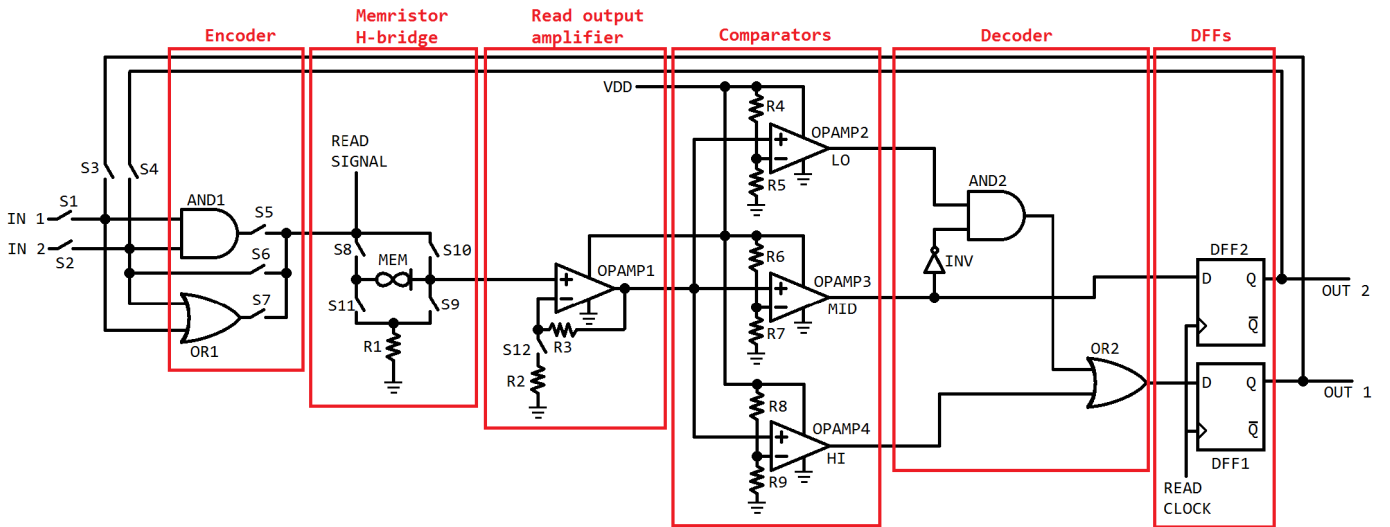 Encoder
Memristor
H-bridge
Read output
amplifier
Comparators
Decoder
DFFs
VDD
R4
OPAMP2
LO
R5
READ
SIGNAL
S3
S4
AND1
S5
S1
IN 1
IN 2
S2
S6
S7
OR1
S8
S10
MEM
S11
S9
R1
OPAMP1
S12
R3
R2
R6
OPAMP3
MID
R7
R8
OPAMP4
HI
R9
AND2
INV
OR2
DFF2
D
Q
Q
OUT 2
D
Q
OUT 1
Q
DFF1
READ
CLOCK